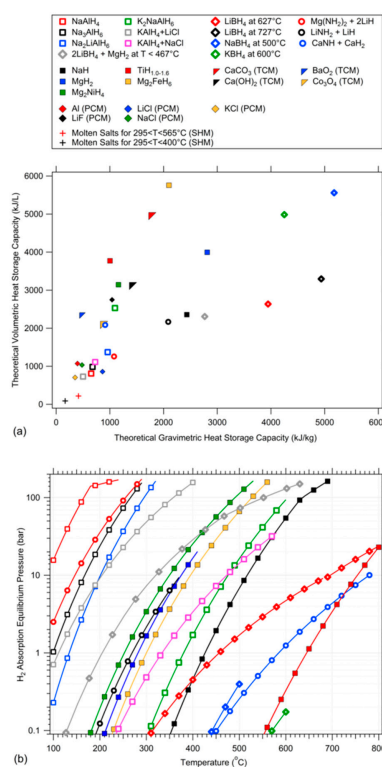 NaAlH₄ K₂NaAlH₆ LiBH₄ at 627°C Mg(NH₂)₂ + 2LiH
Na₃AlH₆ KAlH₄+LiCl LiBH₄ at 727°C LiNH₂ + LiH
Na₂LiAlH₆ KAlH₄+NaCl NaBH₄ at 500°C CaNH + CaH₂
2LiBH₄ + MgH₂ at T < 467°C KBH₄ at 600°C
NaH TiH₁.₀₋₁.₆ CaCO₃ (TCM) BaO₂ (TCM)
MgH₂ Mg₂FeH₆ Ca(OH)₂ (TCM) Co₃O₄ (TCM)
Mg₂NiH₄
Al (PCM) LiCl (PCM) KCl (PCM)
LiF (PCM) NaCl (PCM)
Molten Salts for 295<T<565°C (SHM)
Molten Salts for 295<T<400°C (SHM)
Theoretical Volumetric Heat Storage Capacity (kJ/L)
7000
6000
5000
4000
3000
2000
1000
0
0 1000 2000 3000 4000 5000 6000
(a) Theoretical Gravimetric Heat Storage Capacity (kJ/kg)
H₂ Absorption Equilibrium Pressure (bar)
100
10
1
0.1
100 200 300 400 500 600 700 800
(b) Temperature (°C)